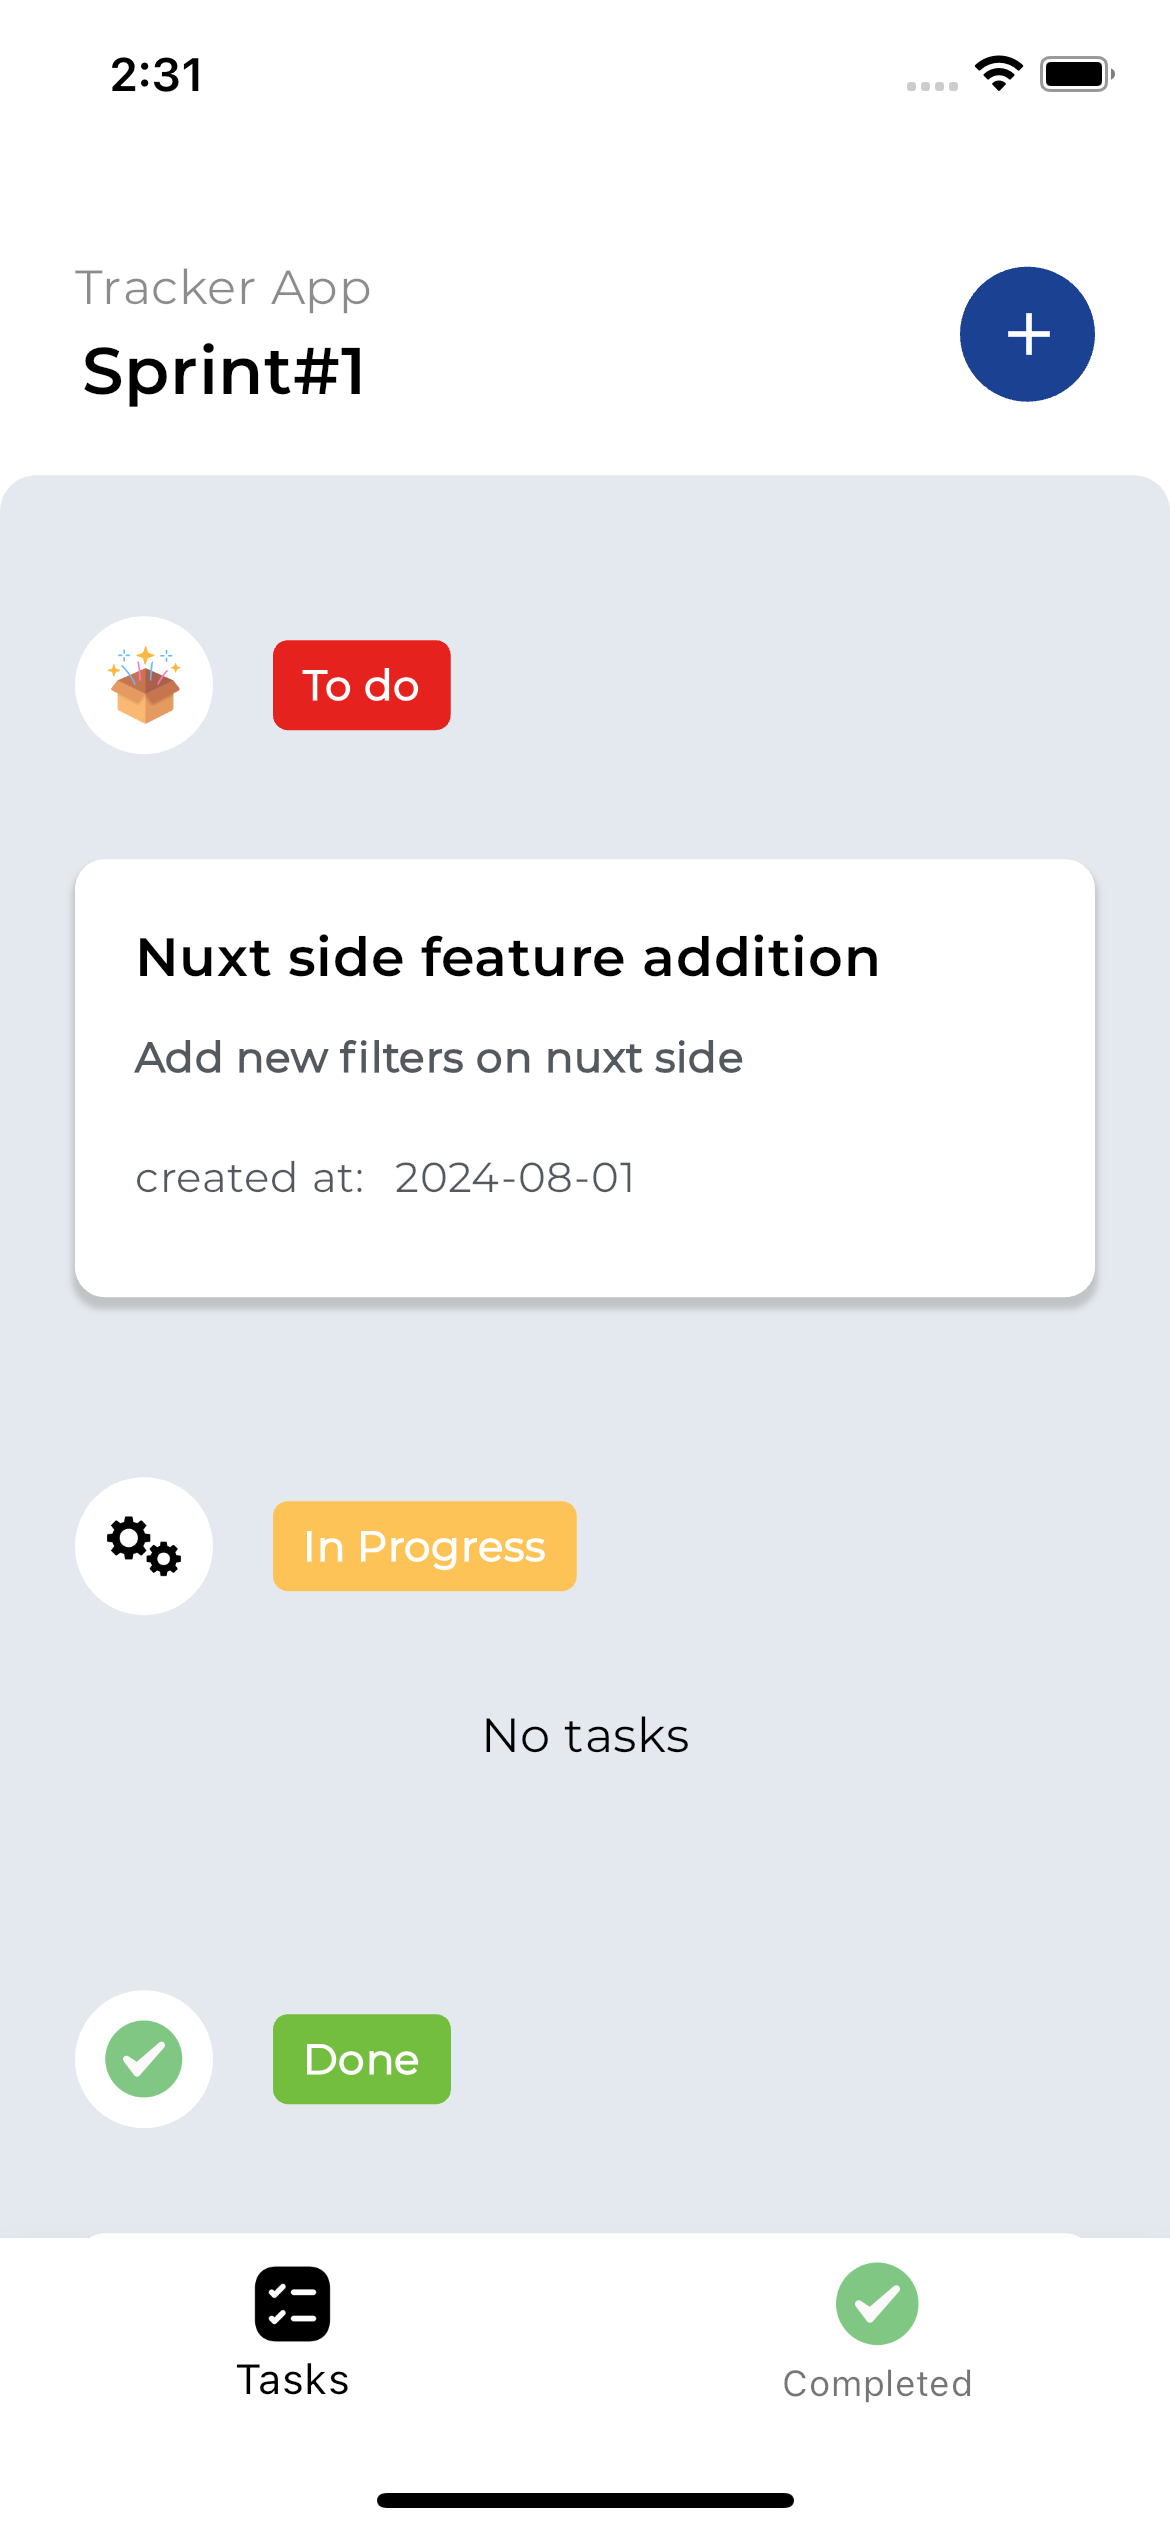 2:31
Tracker App
Sprint#1
To do
Nuxt side feature addition
Add new filters on nuxt side
created at: 2024-08-01
In Progress
No tasks
Done
Tasks
Completed